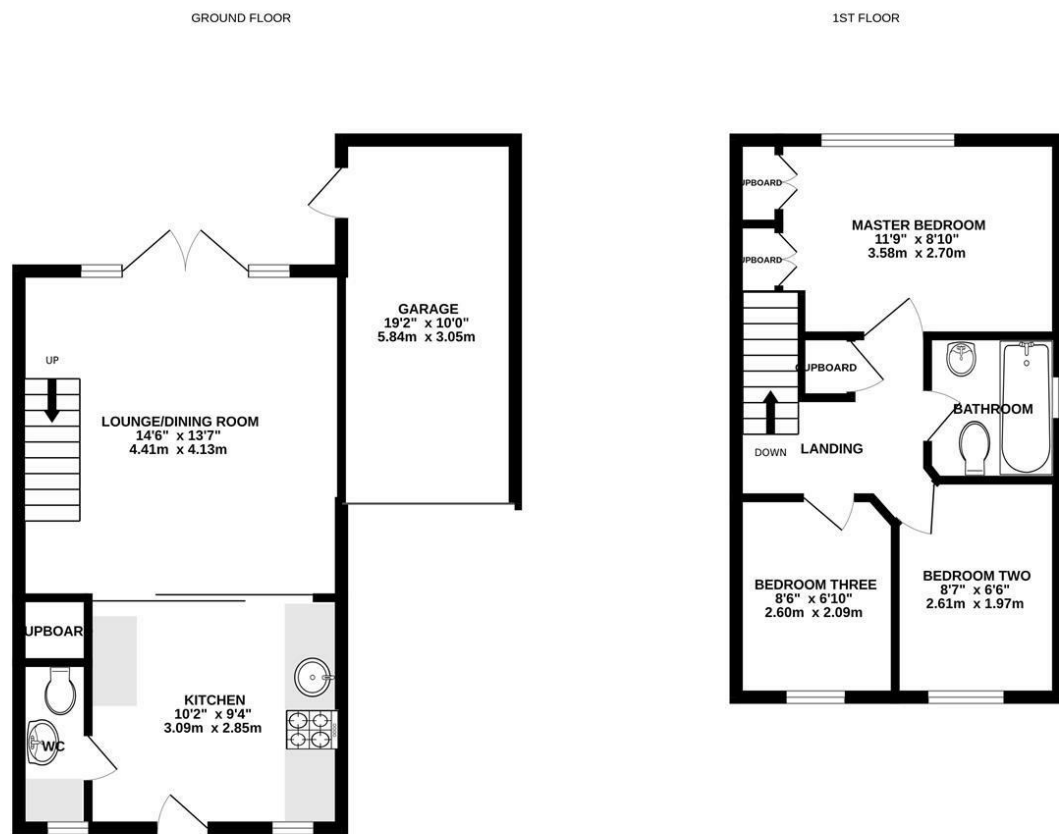 GROUND FLOOR
1ST FLOOR
GARAGE
19'2" x 10'0"
5.84m x 3.05m
UP
LOUNGE/DINING ROOM
14'6" x 13'7"
4.41m x 4.13m
UPBOAR
KITCHEN
10'2" x 9'4"
3.09m x 2.85m
WC
UPBOARD
MASTER BEDROOM
11'9" x 8'10"
3.58m x 2.70m
UPBOARD
CUPBOARD
BATHROOM
DOWN
LANDING
BEDROOM THREE
8'6" x 6'10"
2.60m x 2.09m
BEDROOM TWO
8'7" x 6'6"
2.61m x 1.97m